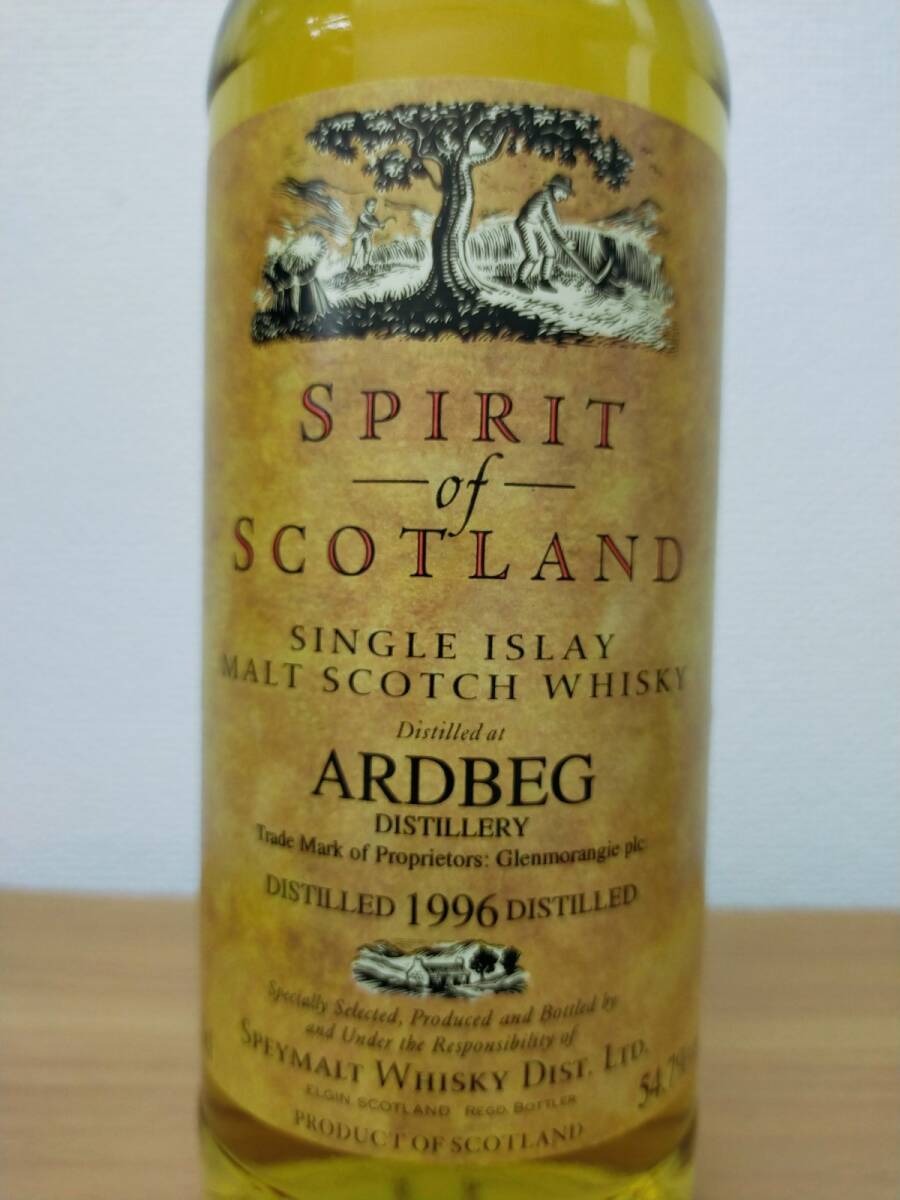 SPIRIT
of
SCOTLAND
SINGLE ISLAY
MALT SCOTCH WHISKY
Distilled at
ARDBEG
DISTILLERY
Trade Mark of Proprietors: Glenmorangie plc
DISTILLED 1996 DISTILLED
Specially Selected, Produced and Bottled by
and Under the Responsibility of
SPEYMALT WHISKY DIST. LTD.
ELGIN SCOTLAND REGD. BOTTLER
54.7%
PRODUCT OF SCOTLAND